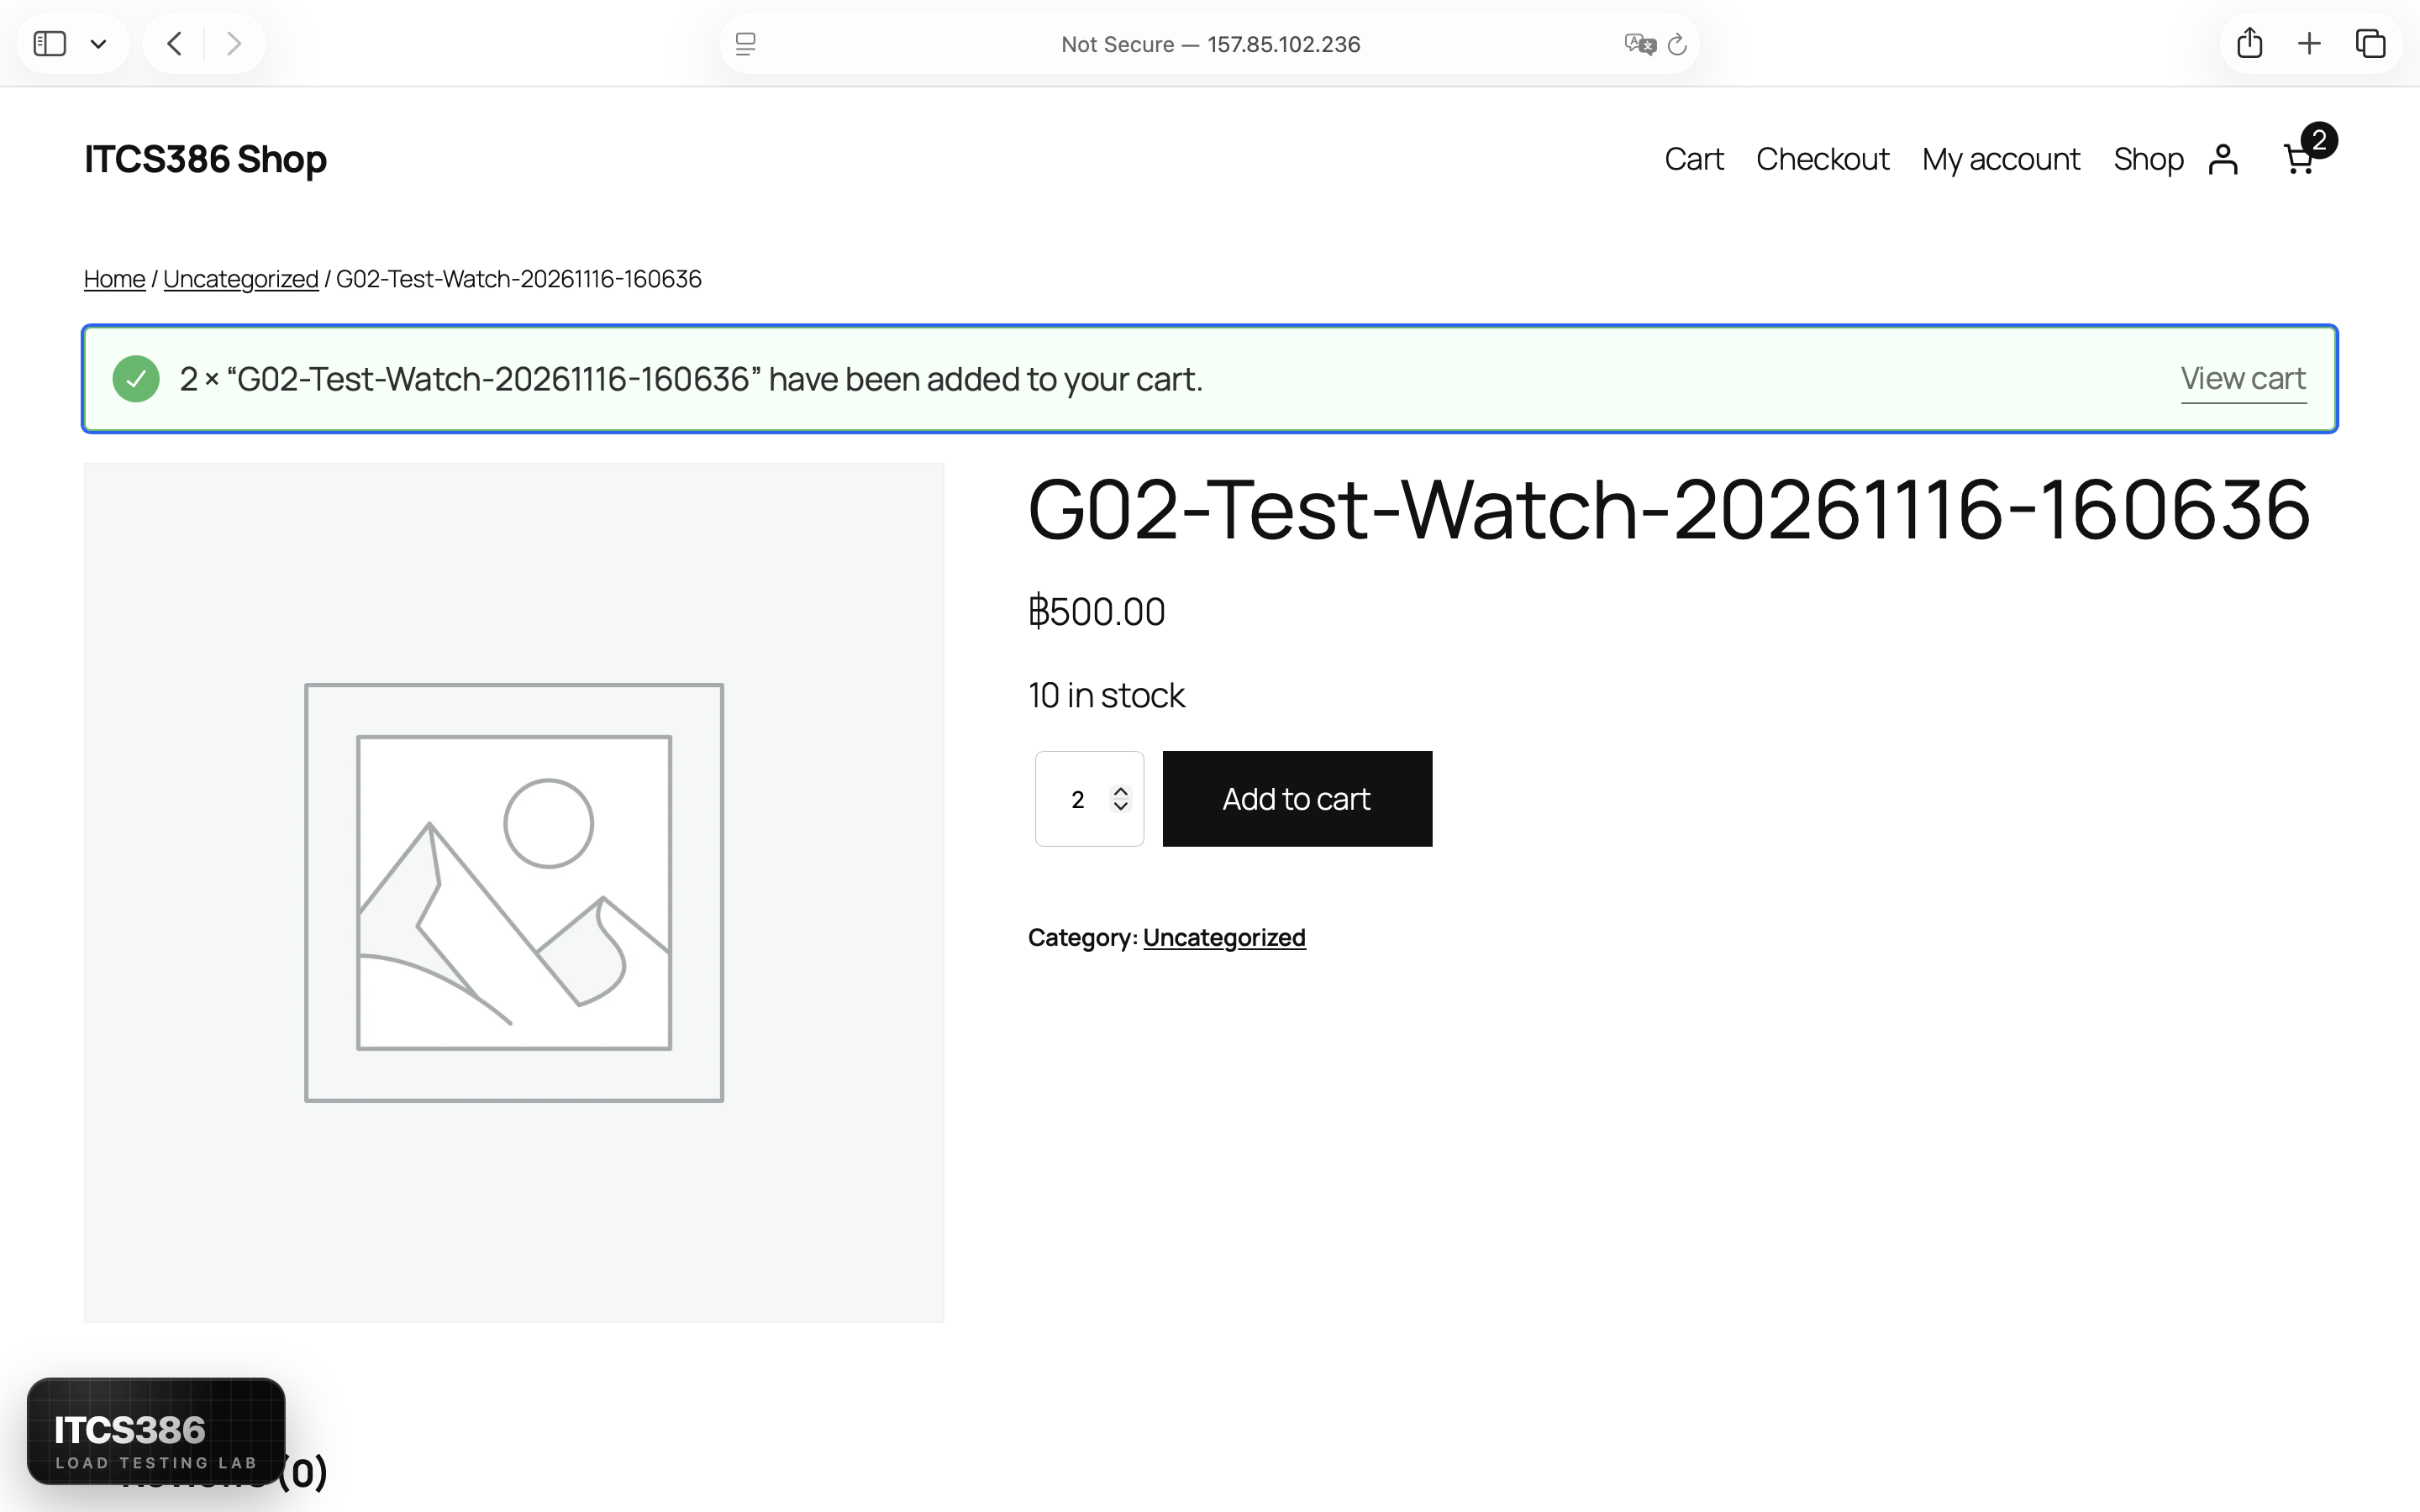 Not Secure — 157.85.102.236
ITCS386 Shop
Cart Checkout My account Shop 2
Home / Uncategorized / G02-Test-Watch-20261116-160636
2 × “G02-Test-Watch-20261116-160636” have been added to your cart.
View cart
G02-Test-Watch-20261116-160636
฿500.00
10 in stock
2
Add to cart
Category: Uncategorized
ITCS386
LOAD TESTING LAB
(0)